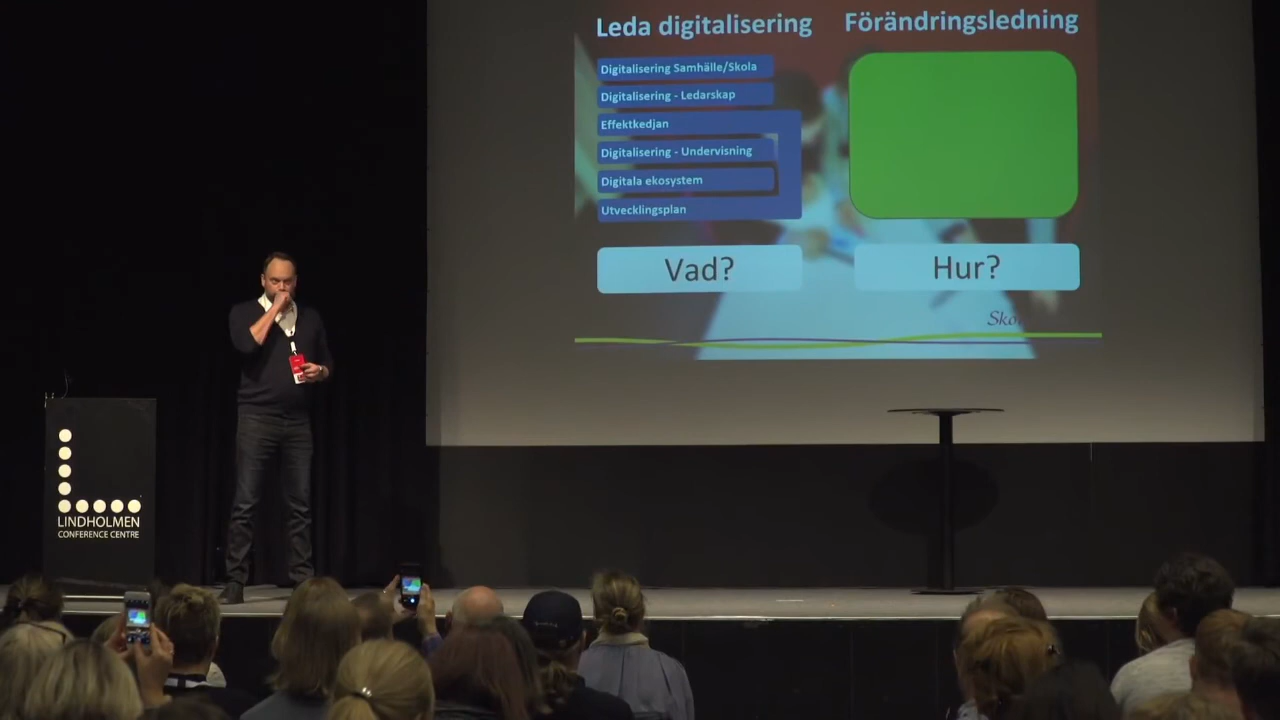 Leda digitalisering
Förändringsledning
Digitalisering Samhälle/Skola
Digitalisering - Ledarskap
Effektkedjan
Digitalisering - Undervisning
Digitala ekosystem
Utvecklingsplan
Vad?
Hur?
LINDHOLMEN
CONFERENCE CENTRE